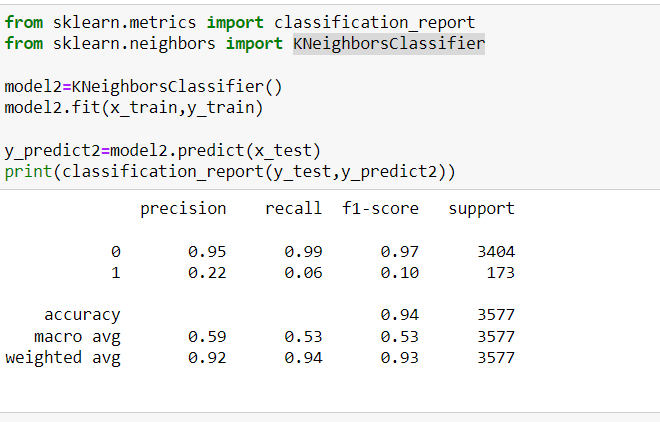 from sklearn.metrics import classification_report
from sklearn.neighbors import KNeighborsClassifier
model2=KNeighborsClassifier()
model2.fit(x_train,y_train)
y_predict2=model2.predict(x_test)
print(classification_report(y_test,y_predict2))
precision recall f1-score support
0 0.95 0.99 0.97 3404
1 0.22 0.06 0.10 173
accuracy 0.94 3577
macro avg 0.59 0.53 0.53 3577
weighted avg 0.92 0.94 0.93 3577